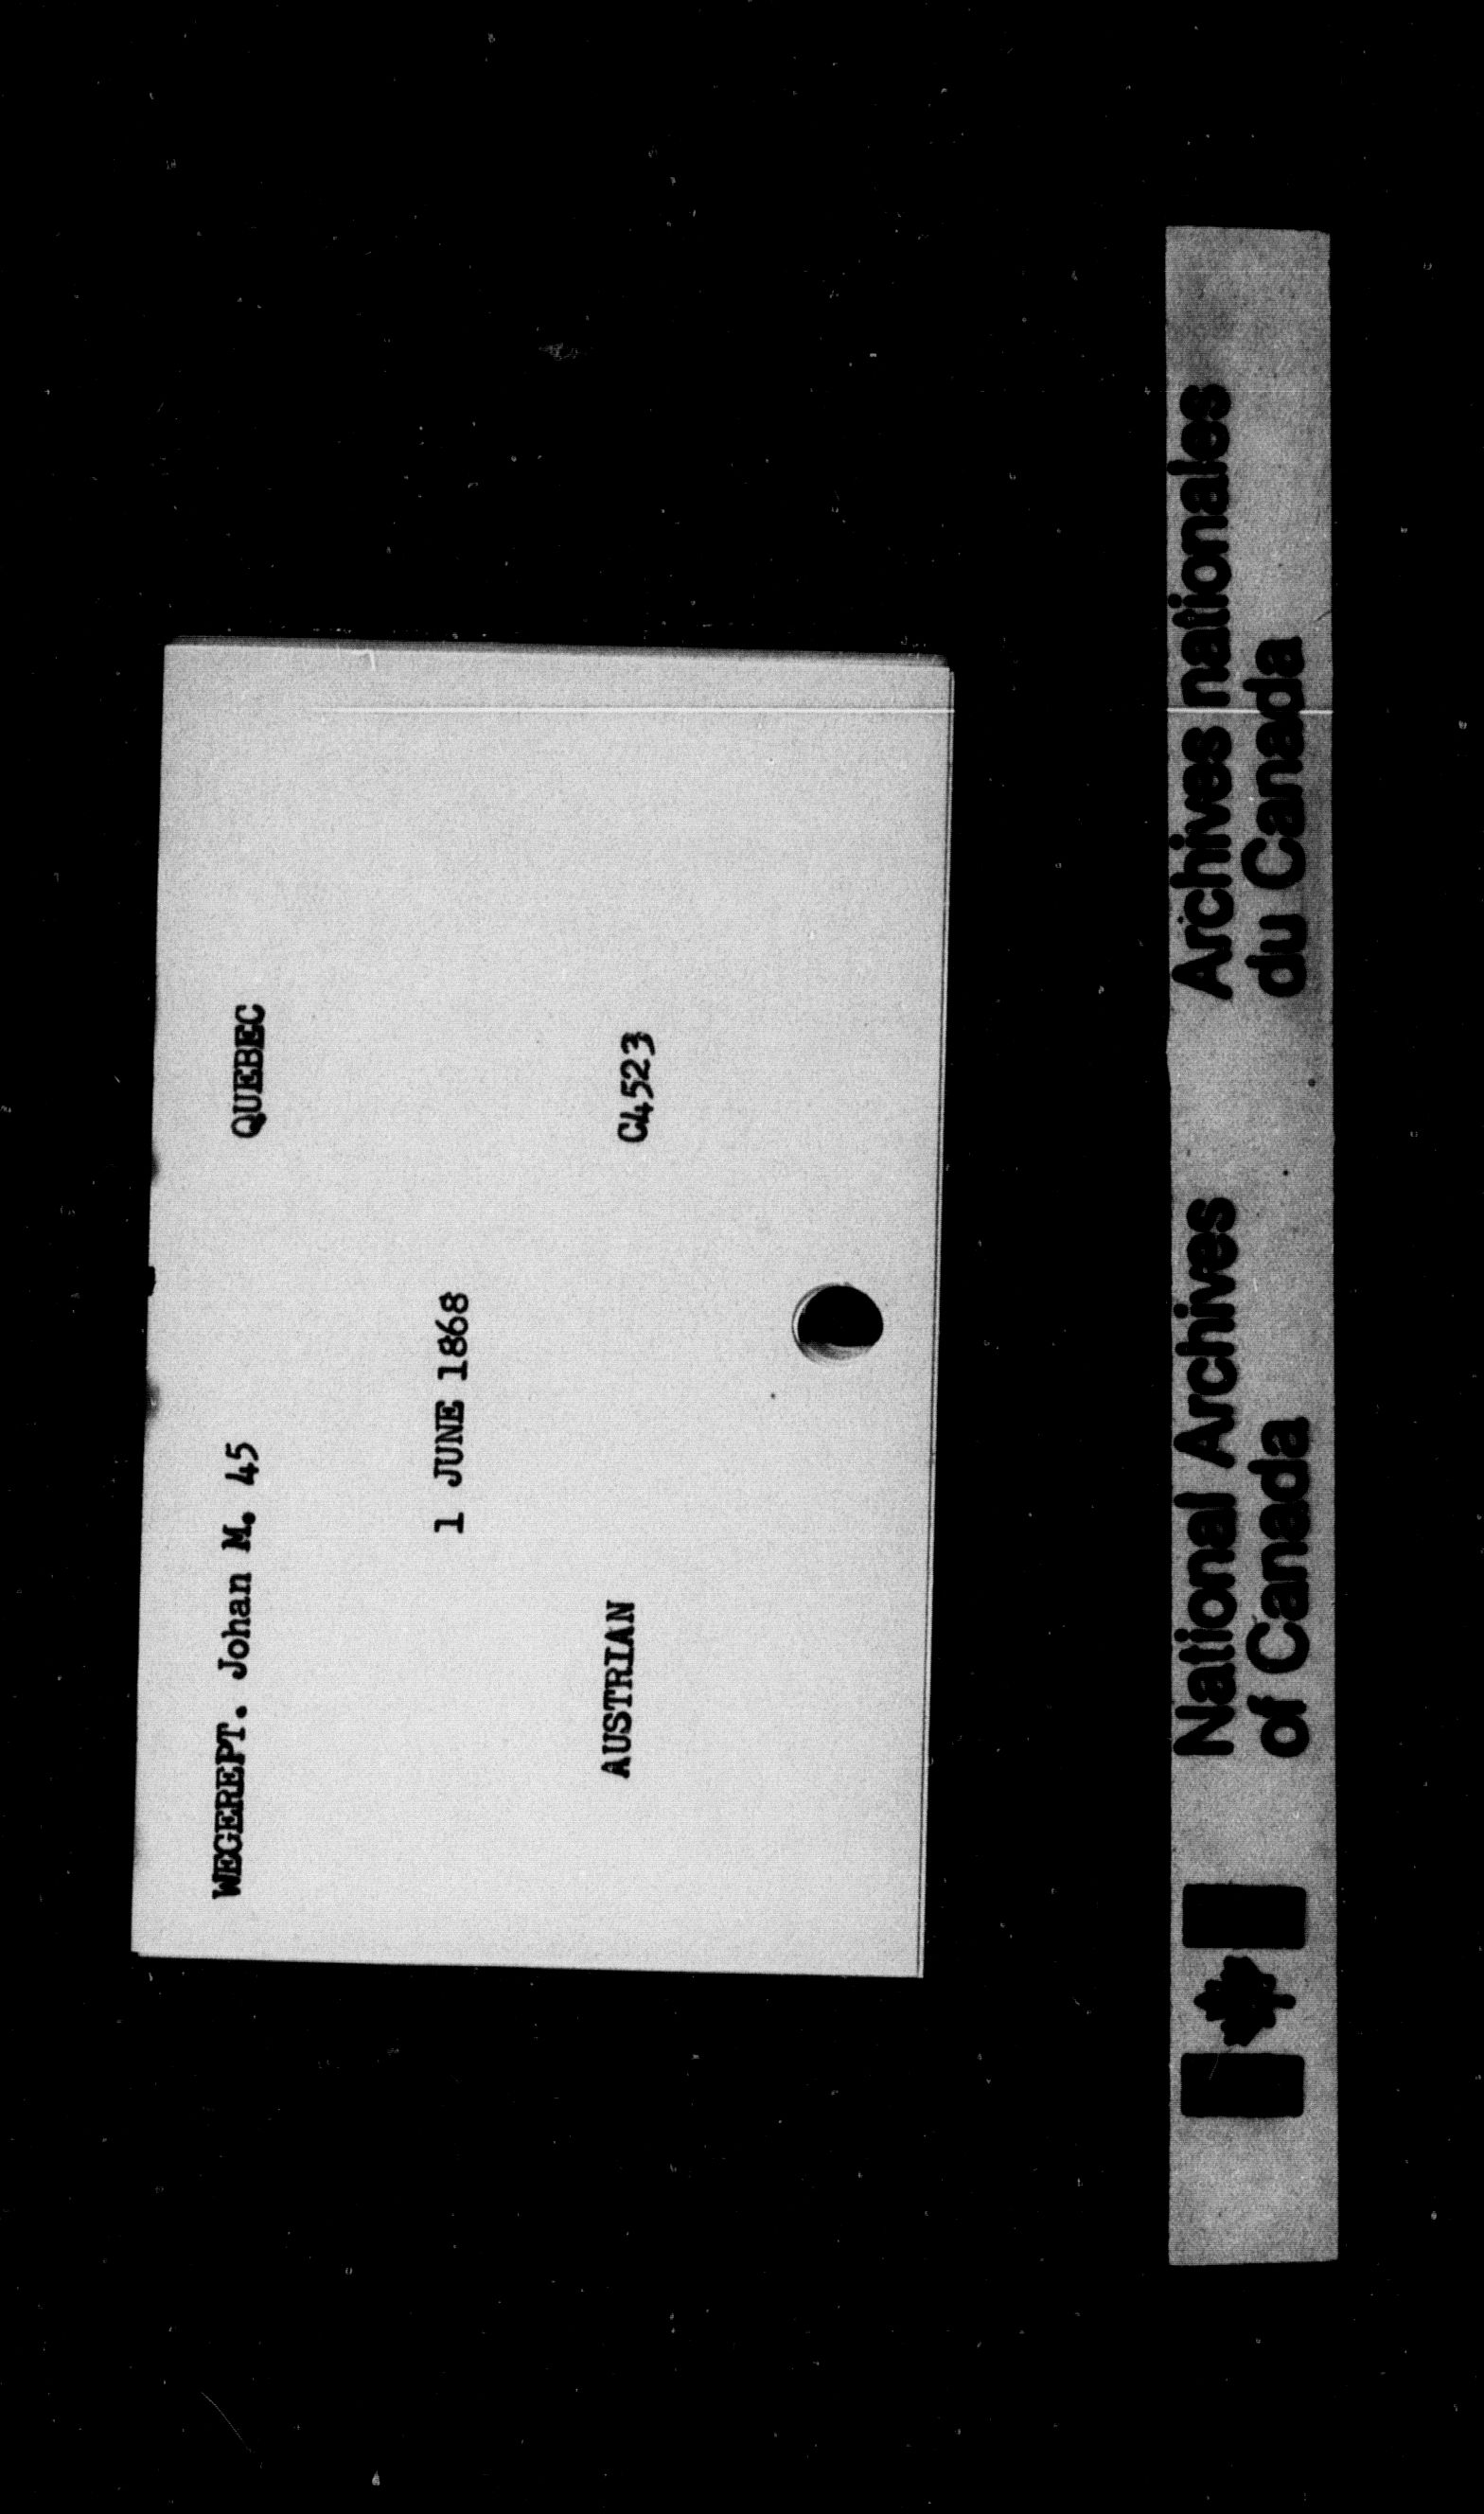 WEGEREPT. Johan M. 45 QUEBEC
1 JUNE 1868
AUSTRIAN C4523
National Archives
of Canada
Archives nationales
du Canada